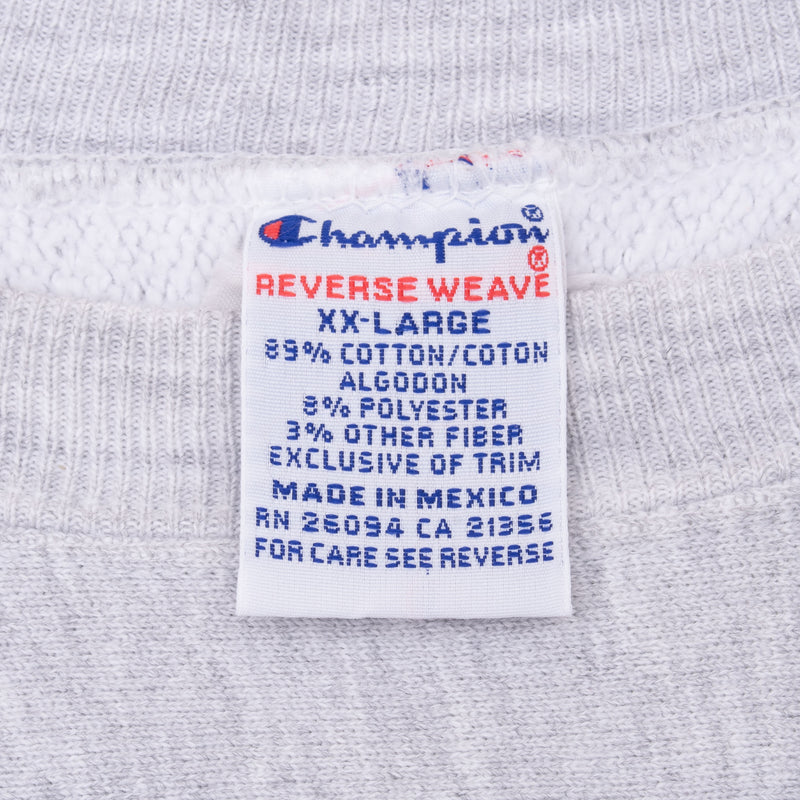 Champion
REVERSE WEAVE®
XX-LARGE
89% COTTON/COTON
ALGODON
8% POLYESTER
3% OTHER FIBER
EXCLUSIVE OF TRIM
MADE IN MEXICO
RN 26094 CA 21356
FOR CARE SEE REVERSE